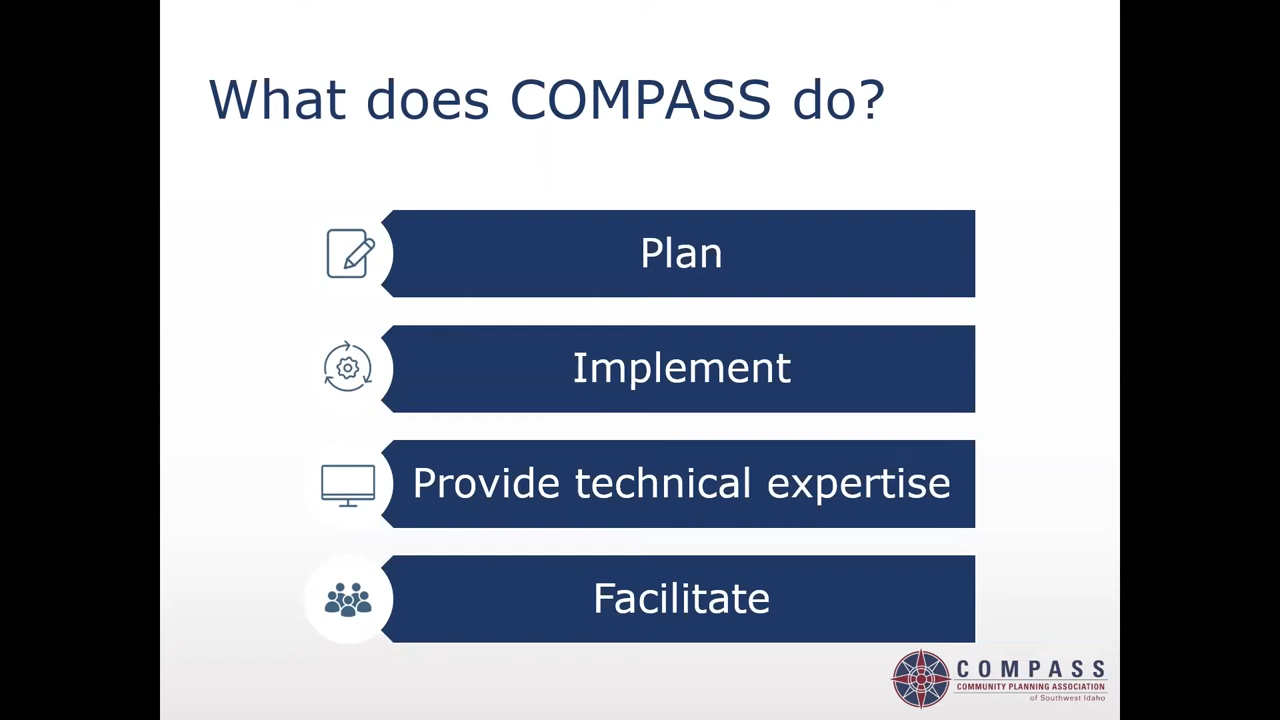 What does COMPASS do?
Plan
Implement
Provide technical expertise
Facilitate
COMPASS
COMMUNITY PLANNING ASSOCIATION
of Southwest Idaho